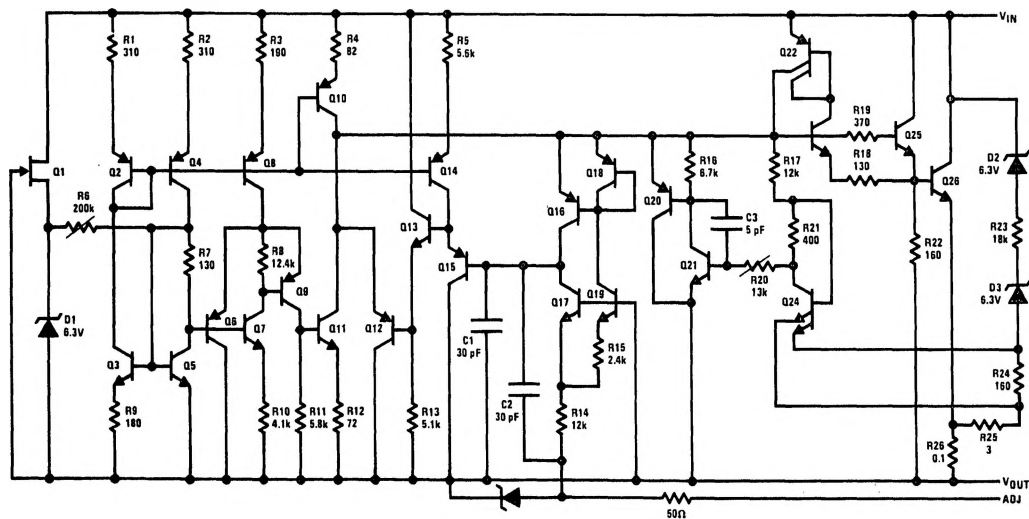 VIN
R1
310
R2
310
R3
190
R4
82
R5
5.6k
Q22
Q10
R19
370
Q25
R18
130
D2
6.3V
Q1
Q2
Q4
Q8
Q14
Q18
R16
6.7k
R17
12k
Q26
R6
200k
Q20
Q16
Q13
C3
5 pF
R21
400
R22
160
R23
18k
R7
130
R8
12.4k
Q9
Q15
Q21
R20
13k
D1
6.3V
Q6
Q7
Q11
Q12
Q17
Q19
Q24
D3
6.3V
C1
30 pF
R15
2.4k
Q3
Q5
C2
30 pF
R24
160
R9
180
R10
4.1k
R11
5.8k
R12
72
R13
5.1k
R14
12k
R26
0.1
R25
3
VOUT
ADJ
50Ω